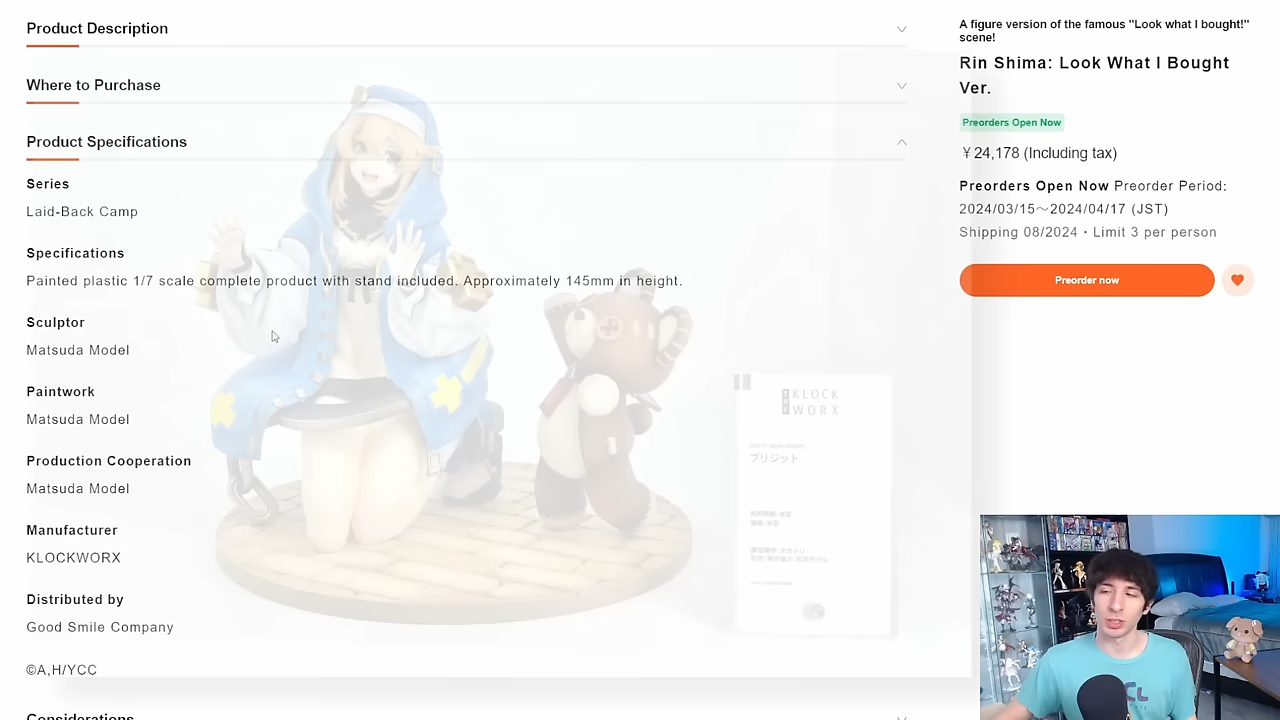 Product Description
Where to Purchase
Product Specifications
Series
Laid-Back Camp
Specifications
Painted plastic 1/7 scale complete product with stand included. Approximately 145mm in height.
Sculptor
Matsuda Model
Paintwork
Matsuda Model
Production Cooperation
Matsuda Model
Manufacturer
KLOCKWORX
Distributed by
Good Smile Company
©A,H/YCC
Considerations
A figure version of the famous "Look what I bought!"
scene!
Rin Shima: Look What I Bought
Ver.
Preorders Open Now
¥24,178 (Including tax)
Preorders Open Now Preorder Period:
2024/03/15～2024/04/17 (JST)
Shipping 08/2024・Limit 3 per person
Preorder now
THE
KLOCK
WORX
ブリジット